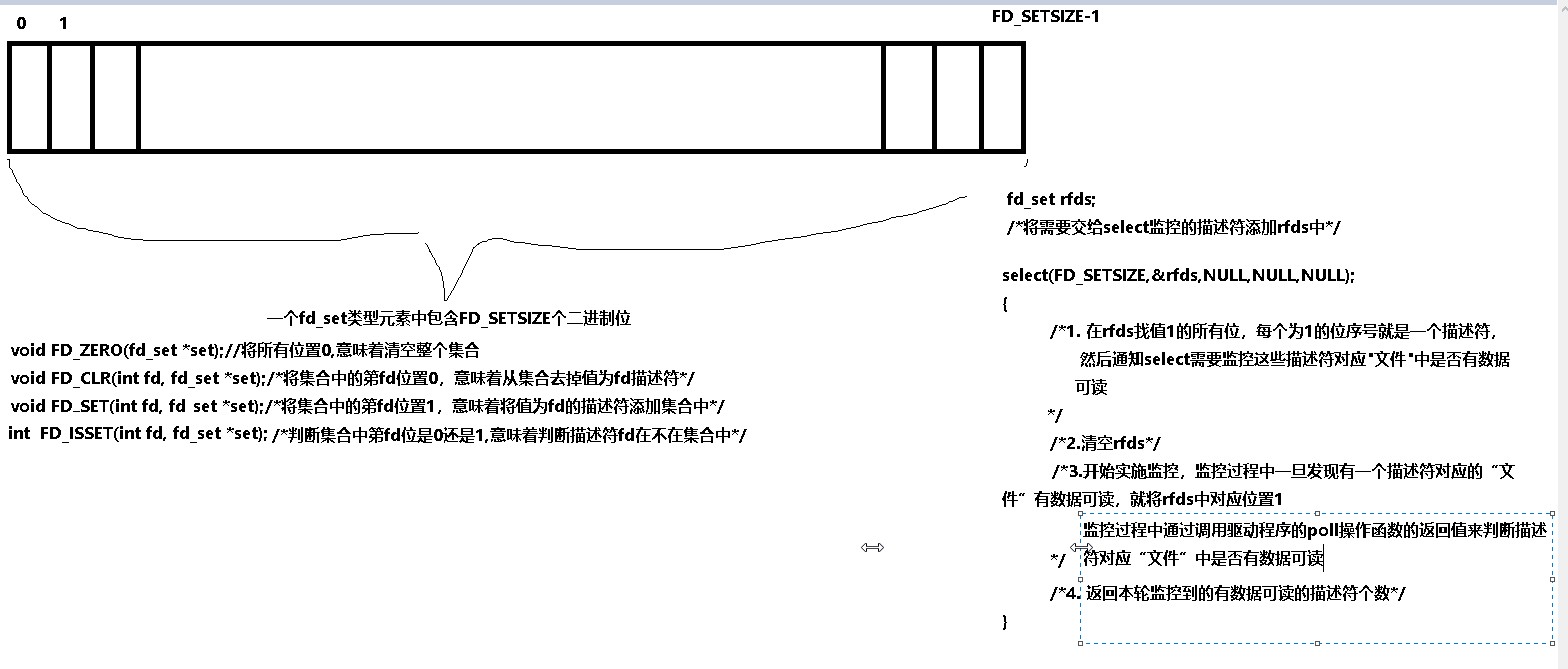 0 1 FD_SETSIZE-1
一个fd_set类型元素中包含FD_SETSIZE个二进制位
void FD_ZERO(fd_set *set);//将所有位置0,意味着清空整个集合
void FD_CLR(int fd, fd_set *set);/*将集合中的第fd位置0，意味着从集合去掉值为fd描述符*/
void FD_SET(int fd, fd_set *set);/*将集合中的第fd位置1，意味着将值为fd的描述符添加集合中*/
int FD_ISSET(int fd, fd_set *set); /*判断集合中第fd位是0还是1,意味着判断描述符fd在不在集合中*/
fd_set rfds;
/*将需要交给select监控的描述符添加rfds中*/
select(FD_SETSIZE,&rfds,NULL,NULL,NULL);
{
/*1. 在rfds找值1的所有位，每个为1的位序号就是一个描述符，
然后通知select需要监控这些描述符对应"文件"中是否有数据
可读
*/
/*2.清空rfds*/
/*3.开始实施监控，监控过程中一旦发现有一个描述符对应的“文
件”有数据可读，就将rfds中对应位置1
监控过程中通过调用驱动程序的poll操作函数的返回值来判断描述
*/ 符对应“文件”中是否有数据可读
/*4. 返回本轮监控到的有数据可读的描述符个数*/
}